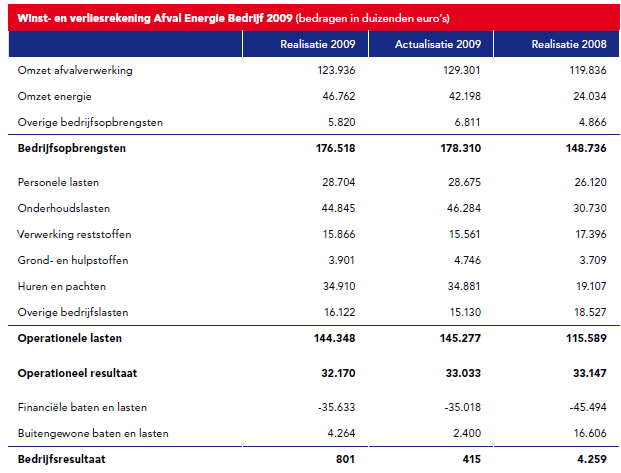 Winst- en verliesrekening Afval Energie Bedrijf 2009 (bedragen in duizenden euro's)
Realisatie 2009 Actualisatie 2009 Realisatie 2008
Omzet afvalverwerking 123.936 129.301 119.836
Omzet energie 46.762 42.198 24.034
Overige bedrijfsopbrengsten 5.820 6.811 4.866
Bedrijfsopbrengsten 176.518 178.310 148.736
Personele lasten 28.704 28.675 26.120
Onderhoudslasten 44.845 46.284 30.730
Verwerking reststoffen 15.866 15.561 17.396
Grond- en hulpstoffen 3.901 4.746 3.709
Huren en pachten 34.910 34.881 19.107
Overige bedrijfslasten 16.122 15.130 18.527
Operationele lasten 144.348 145.277 115.589
Operationeel resultaat 32.170 33.033 33.147
Financiële baten en lasten -35.633 -35.018 -45.494
Buitengewone baten en lasten 4.264 2.400 16.606
Bedrijfsresultaat 801 415 4.259